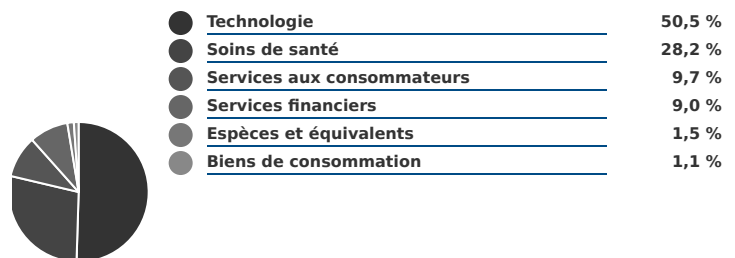 Technologie 50,5 %
Soins de santé 28,2 %
Services aux consommateurs 9,7 %
Services financiers 9,0 %
Espèces et équivalents 1,5 %
Biens de consommation 1,1 %